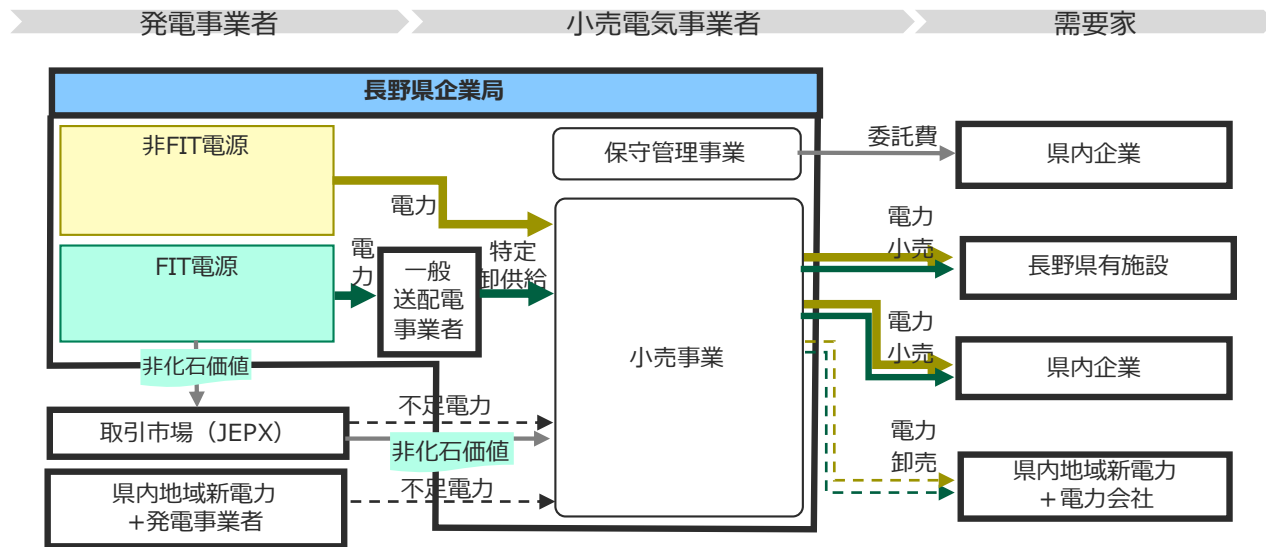 発電事業者
小売電気事業者
需要家
長野県企業局
非FIT電源
保守管理事業
委託費
県内企業
電力
電力
小売
長野県有施設
FIT電源
電
力
一般
送配電
事業者
特定
卸供給
小売事業
電力
小売
県内企業
非化石価値
取引市場（JEPX）
不足電力
非化石価値
電力
卸売
県内地域新電力
+発電事業者
不足電力
県内地域新電力
＋電力会社